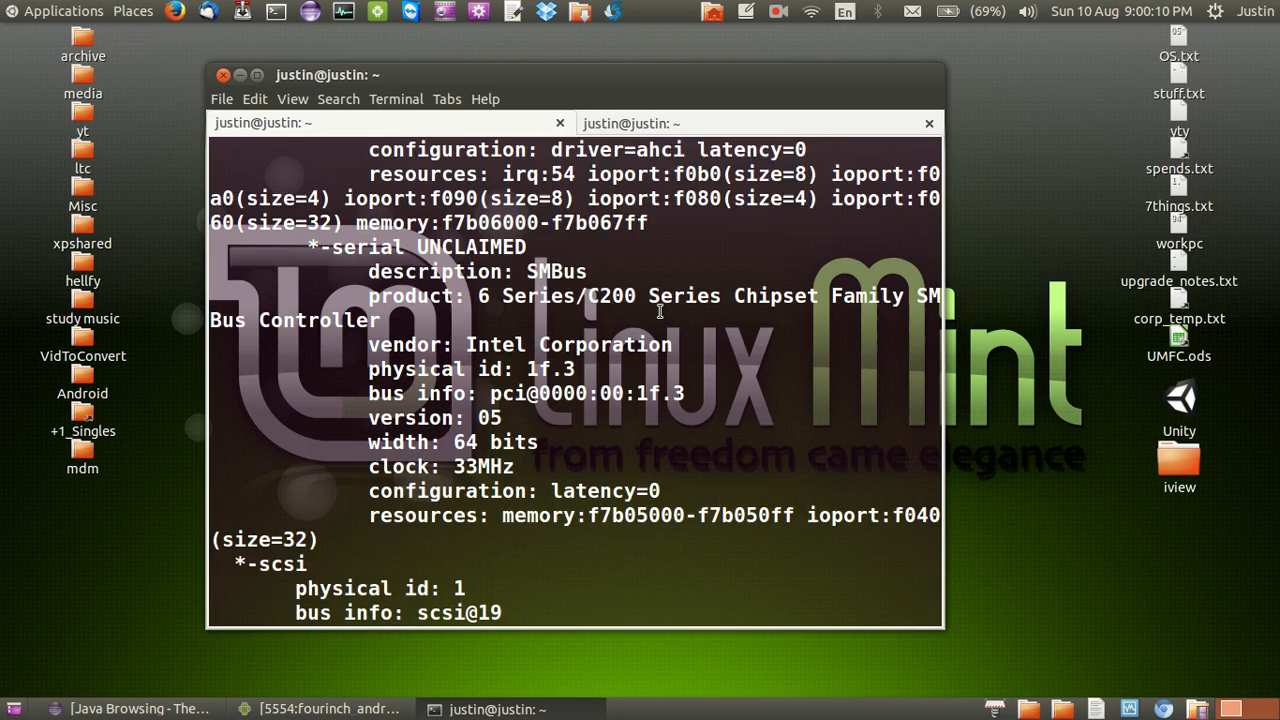 Applications Places En (69%) Sun 10 Aug 9:00:10 PM Justin
archive
media
yt
ltc
Misc
xpshared
hellfy
study music
VidToConvert
Android
+1_Singles
mdm
justin@justin: ~
File Edit View Search Terminal Tabs Help
justin@justin: ~ justin@justin: ~
configuration: driver=ahci latency=0
resources: irq:54 ioport:f0b0(size=8) ioport:f0
a0(size=4) ioport:f090(size=8) ioport:f080(size=4) ioport:f0
60(size=32) memory:f7b06000-f7b067ff
*-serial UNCLAIMED
description: SMBus
product: 6 Series/C200 Series Chipset Family SM
Bus Controller
vendor: Intel Corporation
physical id: 1f.3
bus info: pci@0000:00:1f.3
version: 05
width: 64 bits
clock: 33MHz
configuration: latency=0
resources: memory:f7b05000-f7b050ff ioport:f040
(size=32)
*-scsi
physical id: 1
bus info: scsi@19
Linux Mint
from freedom came elegance
OS.txt
stuff.txt
vty
spends.txt
7things.txt
workpc
upgrade_notes.txt
corp_temp.txt
UMFC.ods
Unity
iview
[Java Browsing - The... [5554:fourinch_andr... justin@justin: ~